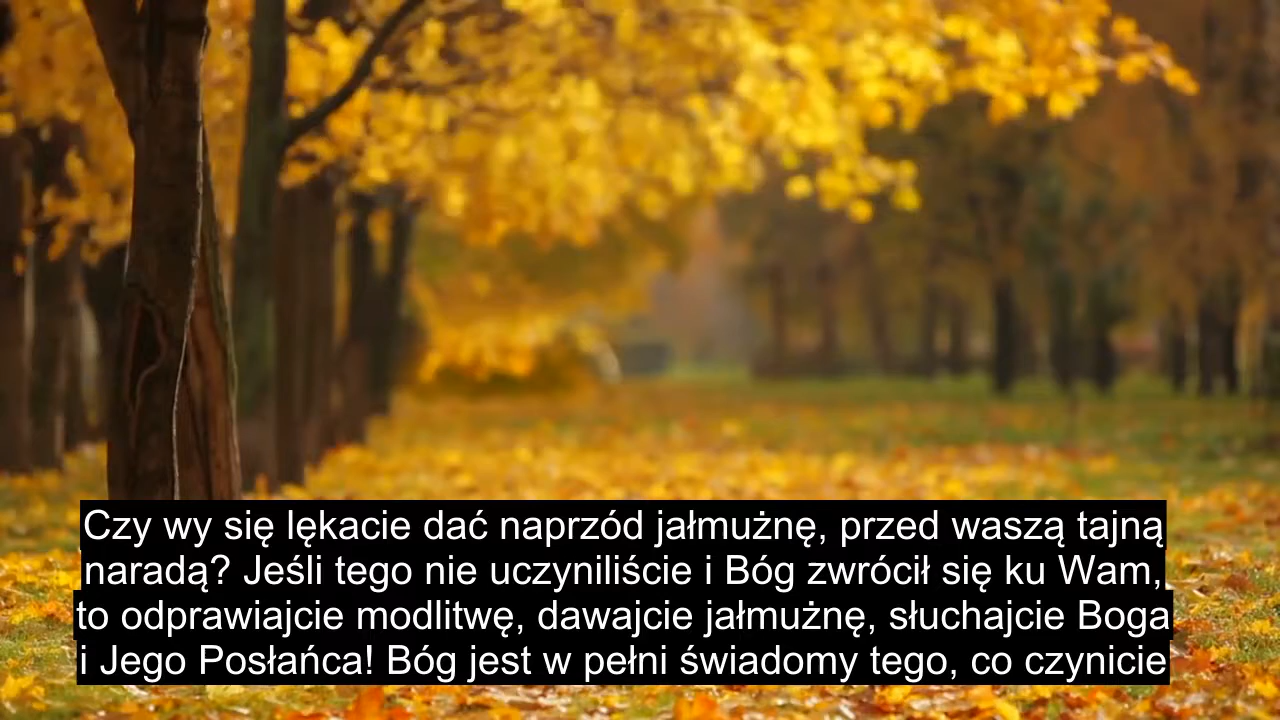 Czy wy się lękacie dać naprzód jałmużnę, przed waszą tajną
naradą? Jeśli tego nie uczyniliście i Bóg zwrócił się ku Wam,
to odprawiajcie modlitwę, dawajcie jałmużnę, słuchajcie Boga
i Jego Posłańca! Bóg jest w pełni świadomy tego, co czynicie